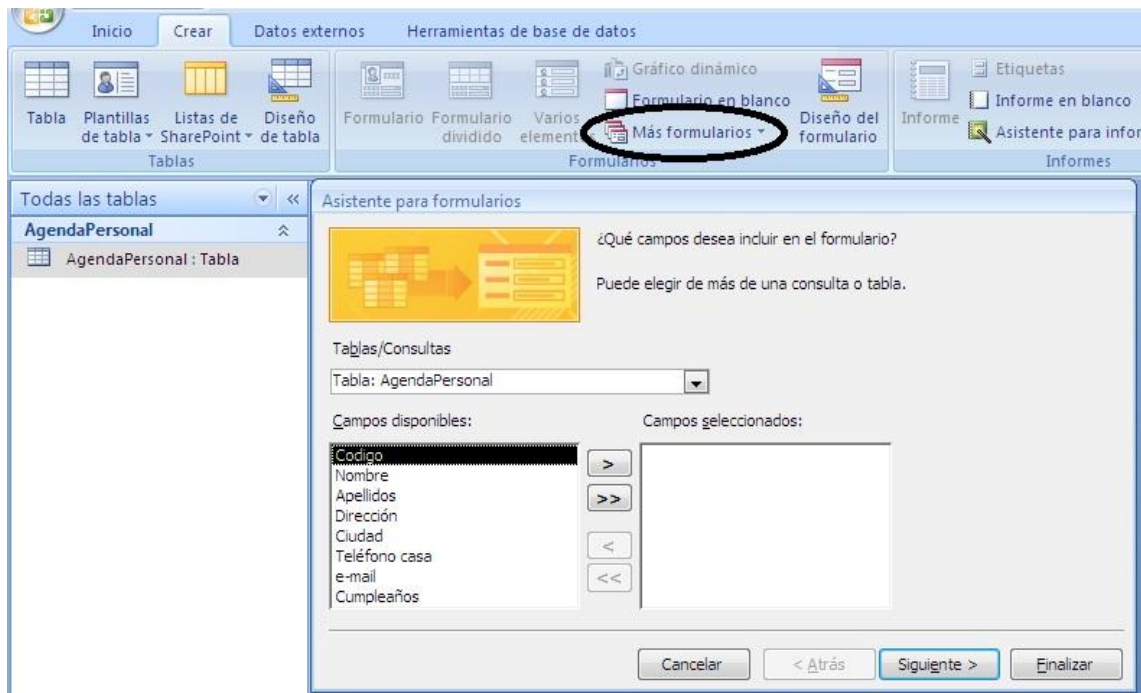 Inicio Crear Datos externos Herramientas de base de datos
Tabla Plantillas de tabla Listas de SharePoint Diseño de tabla
Tablas
Formulario Formulario dividido Varios
Gráfico dinámico
Formulario en blanco
Más formularios
Diseño del formulario
Formularios
Informe
Etiquetas
Informe en blanco
Asistente para
Informes
Todas las tablas «
AgendaPersonal
AgendaPersonal : Tabla
Asistente para formularios
¿Qué campos desea incluir en el formulario?
Puede elegir de más de una consulta o tabla.
Tablas/Consultas
Tabla: AgendaPersonal
Campos disponibles: Campos seleccionados:
Codigo
Nombre
Apellidos
Dirección
Ciudad
Teléfono casa
e-mail
Cumpleaños
>
>>
<
<<
Cancelar < Atrás Siguiente > Finalizar